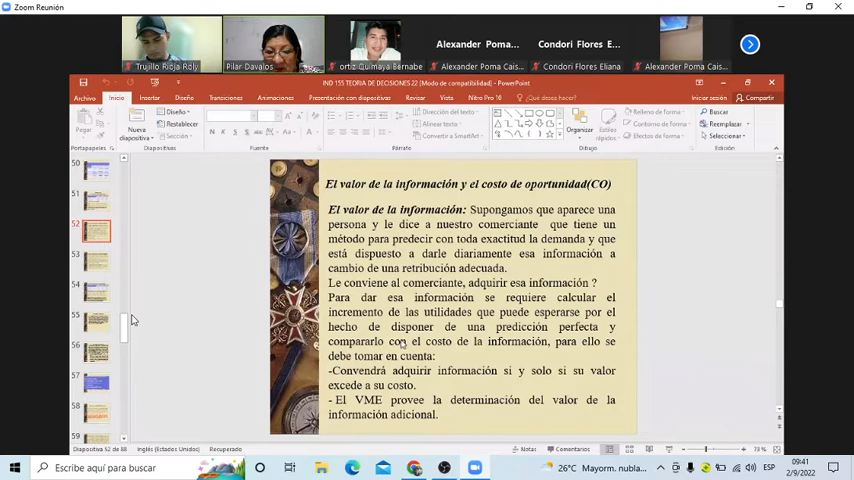 Zoom Reunión
Trujillo Rioja Roly
Pilar Davalos
ortiz Quimaya Bernabe
Alexander Poma Cais...
Alexander Poma Cais...
Condori Flores E...
Condori Flores Eliana
Alexander Poma Cais...
IND 155 TEORIA DE DECISIONES 22 [Modo de compatibilidad] - PowerPoint
Archivo Inicio Insertar Diseño Transiciones Animaciones Presentación con diapositivas Revisar Vista Nitro Pro 10 ¿Qué desea hacer? Iniciar sesión Compartir
Pegar
Nueva diapositiva
Diseño
Restablecer
Sección
Dirección del texto
Alinear texto
Convertir a SmartArt
Organizar
Estilos rápidos
Relleno de forma
Contorno de forma
Efectos de forma
Buscar
Reemplazar
Seleccionar
Portapapeles Diapositivas Fuente Párrafo Dibujo Edición
50
51
52
53
54
55
56
57
58
59
El valor de la información y el costo de oportunidad(CO)
El valor de la información: Supongamos que aparece una
persona y le dice a nuestro comerciante que tiene un
método para predecir con toda exactitud la demanda y que
está dispuesto a darle diariamente esa información a
cambio de una retribución adecuada.
Le conviene al comerciante, adquirir esa información ?
Para dar esa información se requiere calcular el
incremento de las utilidades que puede esperarse por el
hecho de disponer de una predicción perfecta y
compararlo con el costo de la información, para ello se
debe tomar en cuenta:
-Convendrá adquirir información si y solo si su valor
excede a su costo.
- El VME provee la determinación del valor de la
información adicional.
Diapositiva 52 de 88 Inglés (Estados Unidos) Recuperado Notas Comentarios 73 %
Escribe aquí para buscar
26°C Mayorm. nubla...
ESP
09:41
2/9/2022